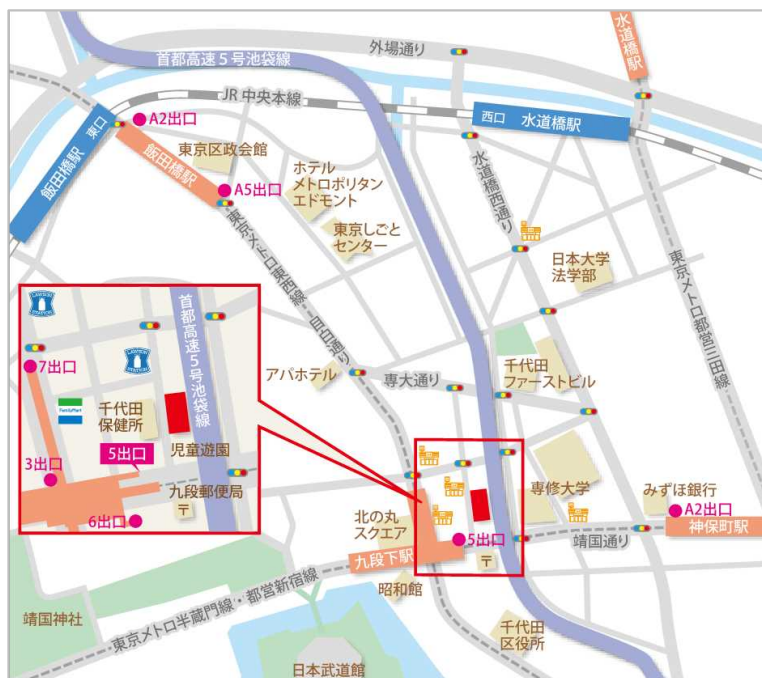 外堀通り
水道橋駅
首都高速5号池袋線
JR 中央本線
A2出口
東口
飯田橋駅
飯田橋駅
東京区政会館
A5出口
西口 水道橋駅
ホテル
メトロポリタン
エドモント
東京しごと
センター
水道橋西通り
日本大学
法学部
東京メトロ東西線
目白通り
東京メトロ都営三田線
LAWSON
STATION
7出口
LAWSON
STATION
首都高速5号池袋線
FamilyMart
千代田
保健所
児童遊園
5出口
3出口
九段郵便局
〒
6出口
アパホテル
専大通り
千代田
ファーストビル
専修大学
みずほ銀行
A2出口
神保町駅
北の丸
スクエア
5出口
〒
靖国通り
九段下駅
昭和館
靖国神社
東京メトロ半蔵門線・都営新宿線
千代田
区役所
日本武道館